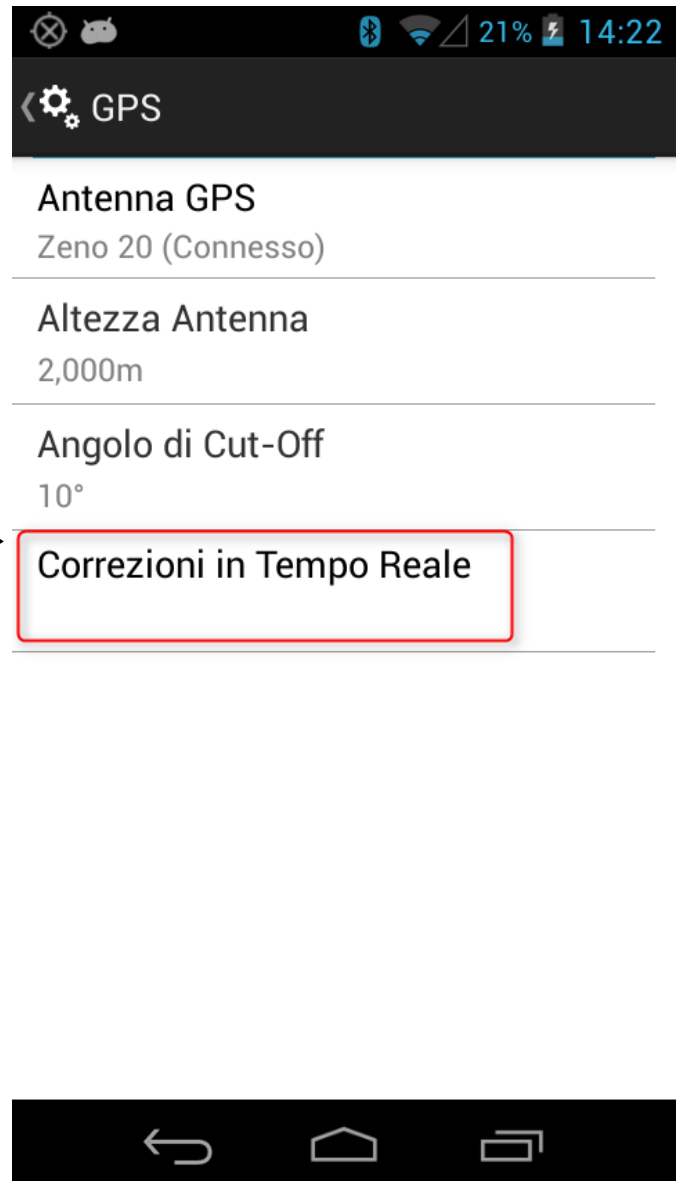 21% 14:22
GPS
Antenna GPS
Zeno 20 (Connesso)
Altezza Antenna
2,000m
Angolo di Cut-Off
10°
Correzioni in Tempo Reale